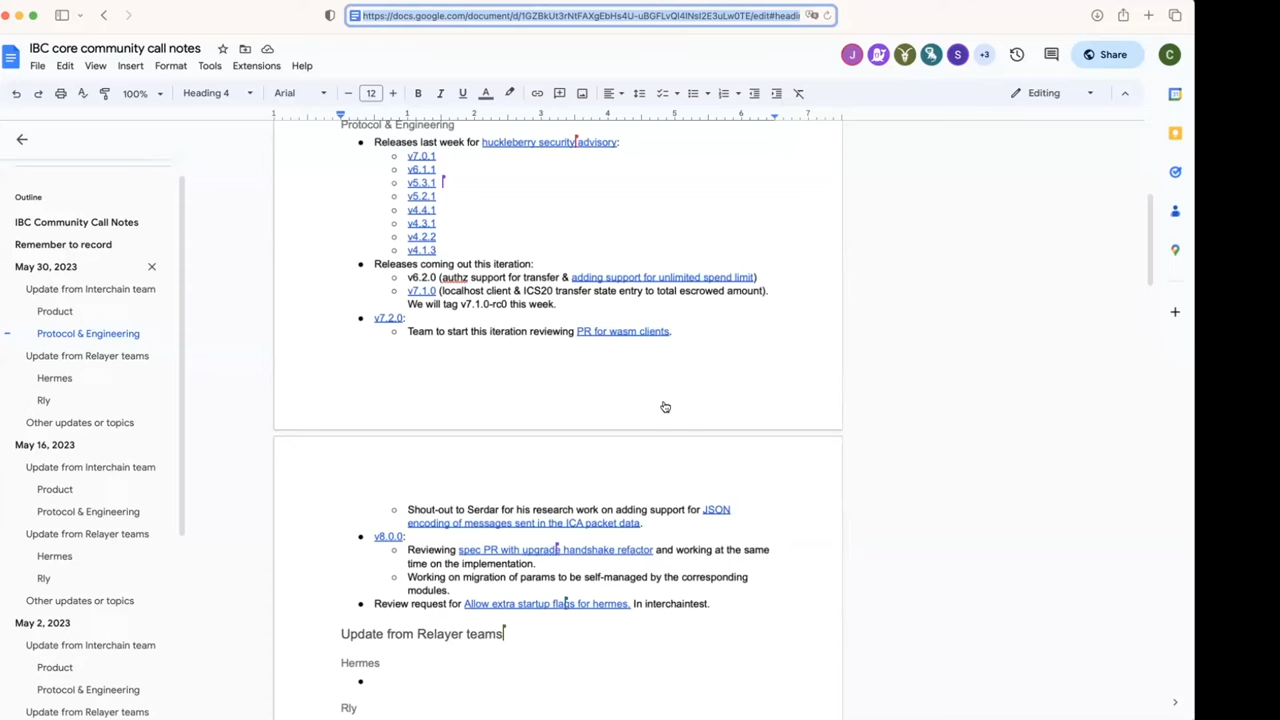 https://docs.google.com/document/d/1GZBkUt3rNtFAXgEbHs4U-uBGFLvQl4lNsI2E3uLw0TE/edit#headi
IBC core community call notes
File Edit View Insert Format Tools Extensions Help
+3
Share
C
J
S
100%
Heading 4
Arial
12
Editing
1 1 2 3 4 5 6 7
Outline
IBC Community Call Notes
Remember to record
May 30, 2023
Update from Interchain team
Product
Protocol & Engineering
Update from Relayer teams
Hermes
Rly
Other updates or topics
May 16, 2023
Update from Interchain team
Product
Protocol & Engineering
Update from Relayer teams
Hermes
Rly
Other updates or topics
May 2, 2023
Update from Interchain team
Product
Protocol & Engineering
Update from Relayer teams
Protocol & Engineering
Releases last week for huckleberry security advisory:
v7.0.1
v6.1.1
v5.3.1
v5.2.1
v4.4.1
v4.3.1
v4.2.2
v4.1.3
Releases coming out this iteration:
v6.2.0 (authz support for transfer & adding support for unlimited spend limit)
v7.1.0 (localhost client & ICS20 transfer state entry to total escrowed amount).
We will tag v7.1.0-rc0 this week.
v7.2.0:
Team to start this iteration reviewing PR for wasm clients.
Shout-out to Serdar for his research work on adding support for JSON
encoding of messages sent in the ICA packet data.
v8.0.0:
Reviewing spec PR with upgrade handshake refactor and working at the same
time on the implementation.
Working on migration of params to be self-managed by the corresponding
modules.
Review request for Allow extra startup flags for hermes. In interchaintest.
Update from Relayer teams
Hermes
Rly